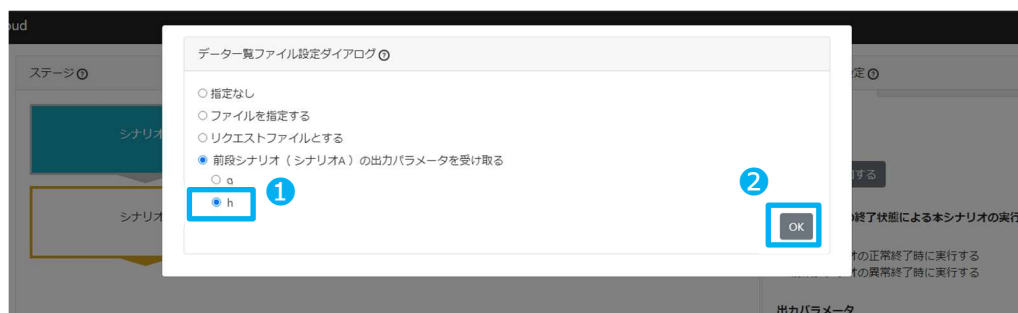 oud
データ一覧ファイル設定ダイアログ
ステージ
定
指定なし
ファイルを指定する
リクエストファイルとする
シナリオ
前段シナリオ（シナリオA）の出力パラメータを受け取る
g
h
1
2
する
シナリオ
OK
終了状態による本シナリオの実行
オの正常終了時に実行する
オの異常終了時に実行する
出力パラメータ